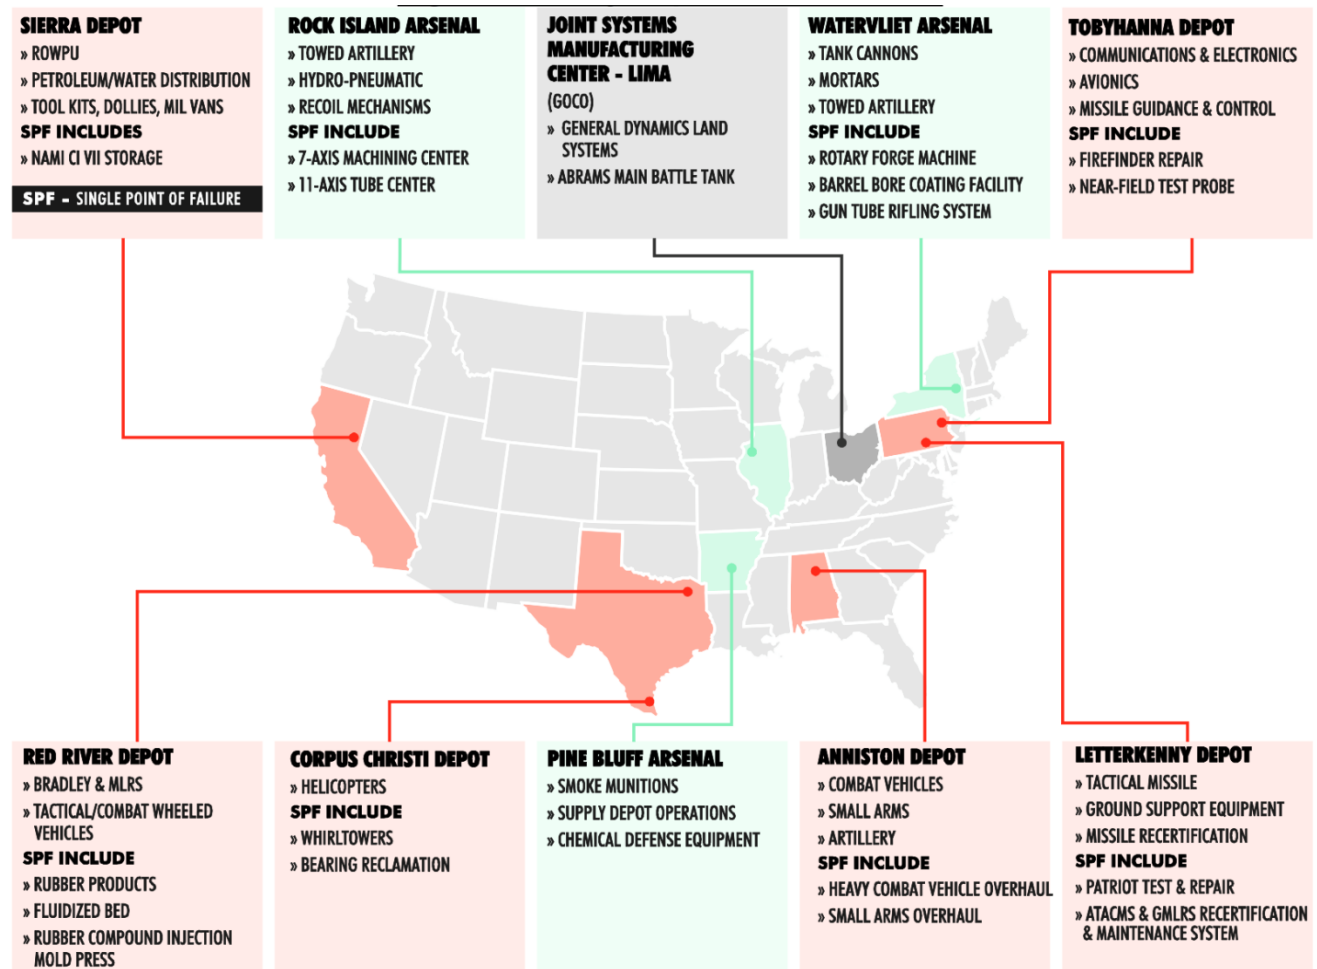 SIERRA DEPOT
» ROWPU
» PETROLEUM/WATER DISTRIBUTION
» TOOL KITS, DOLLIES, MIL VANS
SPF INCLUDES
» NAMI CI VII STORAGE
SPF – SINGLE POINT OF FAILURE
ROCK ISLAND ARSENAL
» TOWED ARTILLERY
» HYDRO-PNEUMATIC
» RECOIL MECHANISMS
SPF INCLUDE
» 7-AXIS MACHINING CENTER
» 11-AXIS TUBE CENTER
JOINT SYSTEMS
MANUFACTURING
CENTER - LIMA
(GOCO)
» GENERAL DYNAMICS LAND
SYSTEMS
» ABRAMS MAIN BATTLE TANK
WATERVLIET ARSENAL
» TANK CANNONS
» MORTARS
» TOWED ARTILLERY
SPF INCLUDE
» ROTARY FORGE MACHINE
» BARREL BORE COATING FACILITY
» GUN TUBE RIFLING SYSTEM
TOBYHANNA DEPOT
» COMMUNICATIONS & ELECTRONICS
» AVIONICS
» MISSILE GUIDANCE & CONTROL
SPF INCLUDE
» FIREFINDER REPAIR
» NEAR-FIELD TEST PROBE
RED RIVER DEPOT
» BRADLEY & MLRS
» TACTICAL/COMBAT WHEELED
VEHICLES
SPF INCLUDE
» RUBBER PRODUCTS
» FLUIDIZED BED
» RUBBER COMPOUND INJECTION
MOLD PRESS
CORPUS CHRISTI DEPOT
» HELICOPTERS
SPF INCLUDE
» WHIRLTOWERS
» BEARING RECLAMATION
PINE BLUFF ARSENAL
» SMOKE MUNITIONS
» SUPPLY DEPOT OPERATIONS
» CHEMICAL DEFENSE EQUIPMENT
ANNISTON DEPOT
» COMBAT VEHICLES
» SMALL ARMS
» ARTILLERY
SPF INCLUDE
» HEAVY COMBAT VEHICLE OVERHAUL
» SMALL ARMS OVERHAUL
LETTERKENNY DEPOT
» TACTICAL MISSILE
» GROUND SUPPORT EQUIPMENT
» MISSILE RECERTIFICATION
SPF INCLUDE
» PATRIOT TEST & REPAIR
» ATACMS & GMLRS RECERTIFICATION
& MAINTENANCE SYSTEM